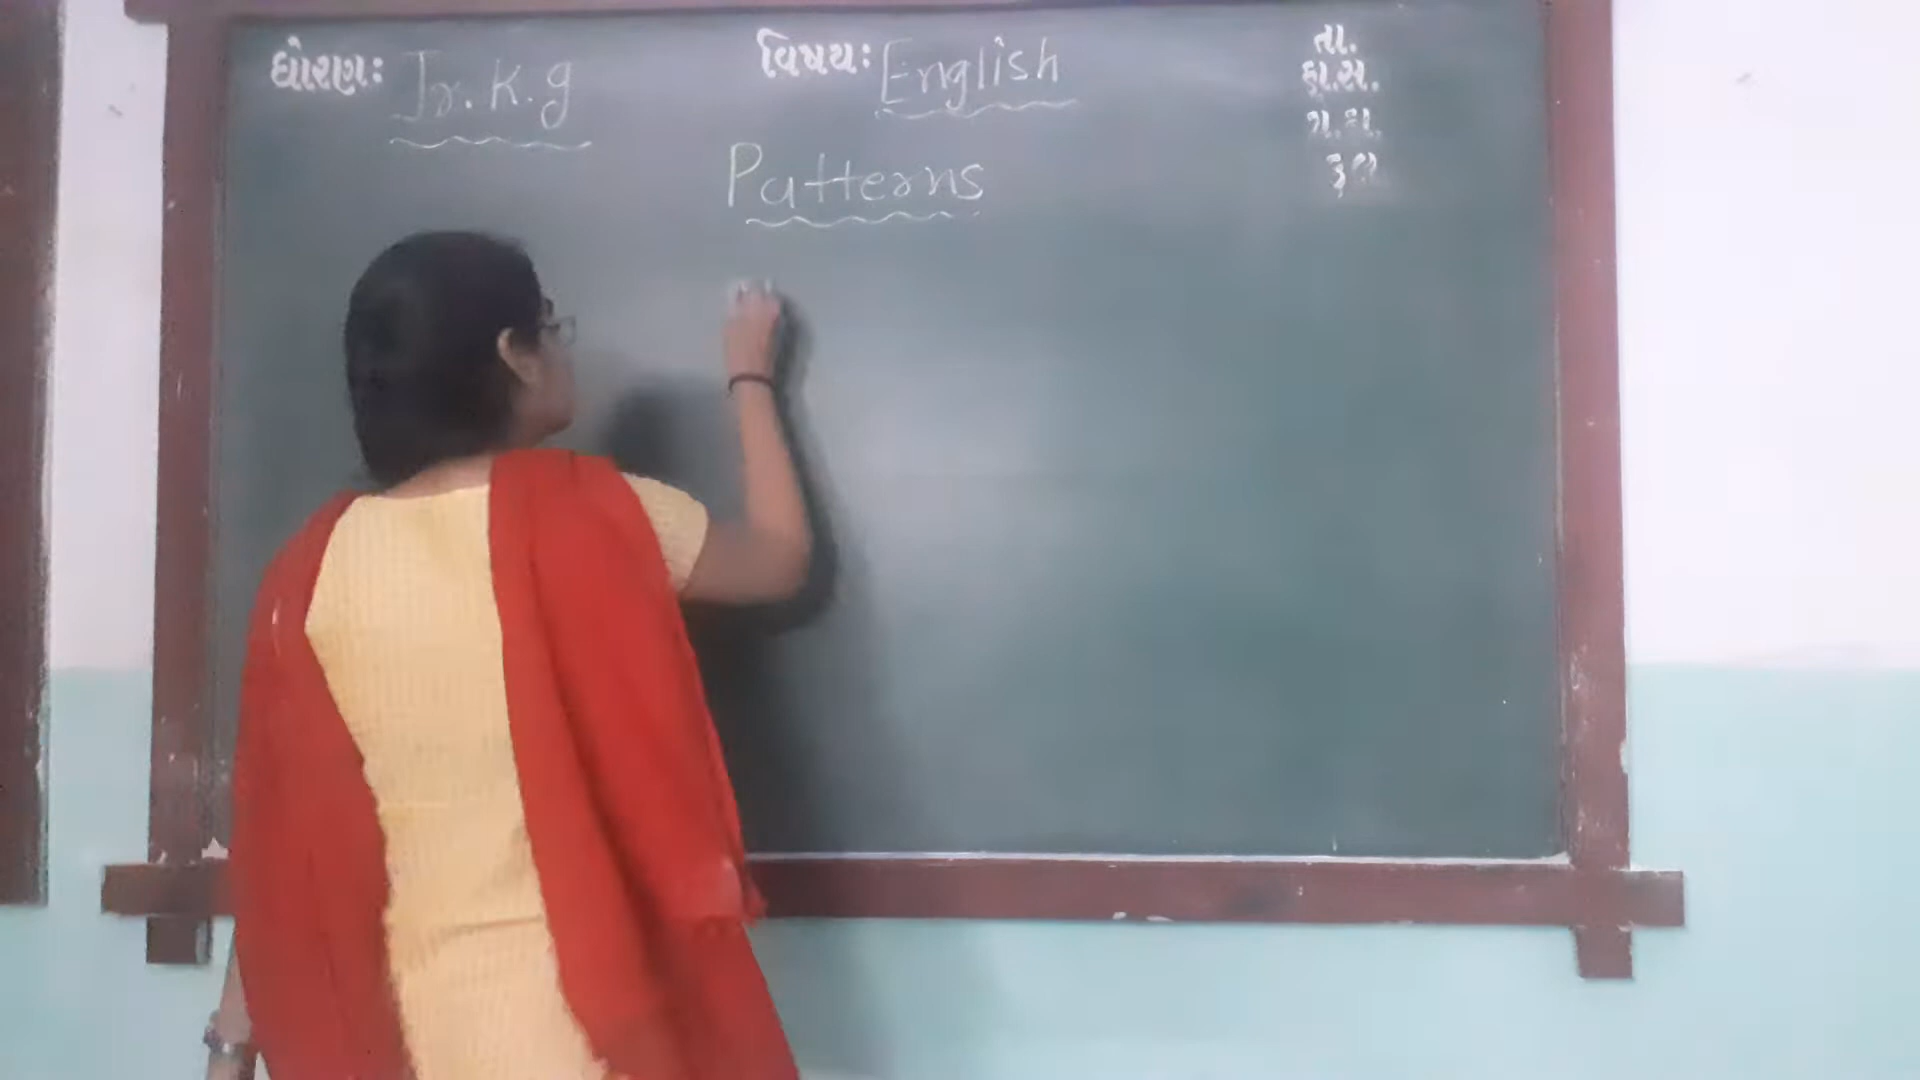 ધોરણઃ Jr. K. g વિષયઃ English
Patterns
તા.
કા.સ.
ગે.હા.
કુલ